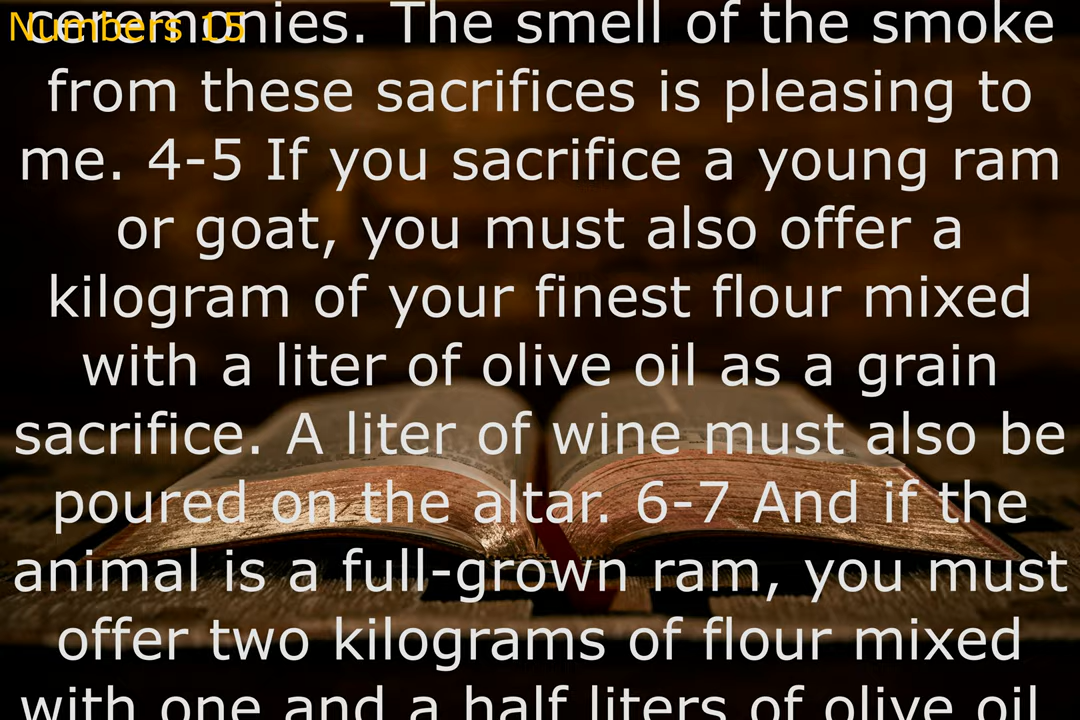 Numbers 15
ceremonies. The smell of the smoke
from these sacrifices is pleasing to
me. 4-5 If you sacrifice a young ram
or goat, you must also offer a
kilogram of your finest flour mixed
with a liter of olive oil as a grain
sacrifice. A liter of wine must also be
poured on the altar. 6-7 And if the
animal is a full-grown ram, you must
offer two kilograms of flour mixed
with one and a half liters of olive oil